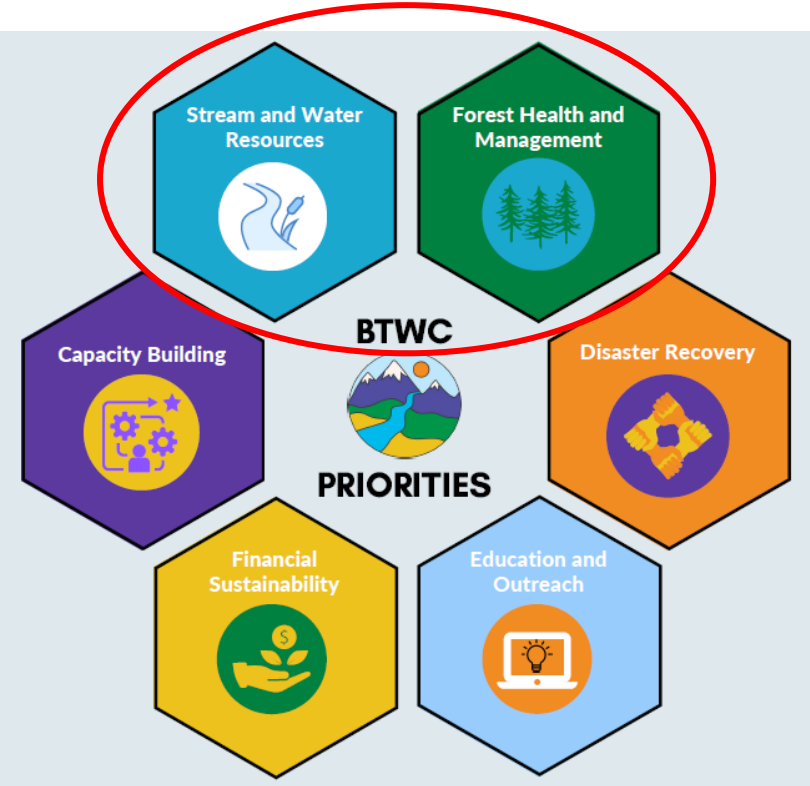 Stream and Water
Resources
Forest Health and
Management
BTWC
PRIORITIES
Capacity Building
Disaster Recovery
Financial
Sustainability
$
Education and
Outreach